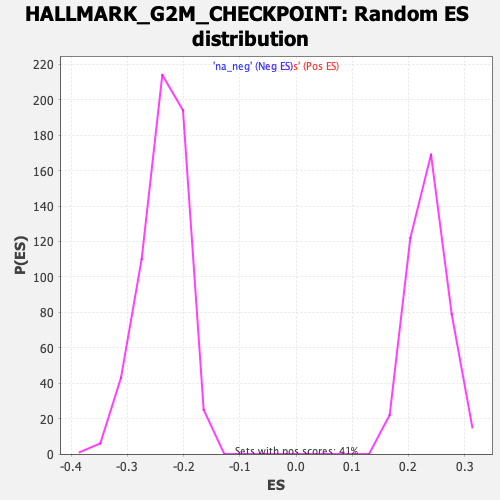 HALLMARK_G2M_CHECKPOINT: Random ES
distribution
'na_neg' (Neg ES)s' (Pos ES)
220
200
180
160
140
120
100
80
60
40
20
0
P(ES)
Sets with pos scores: 41%
-0.4 -0.3 -0.2 -0.1 0.0 0.1 0.2 0.3
ES